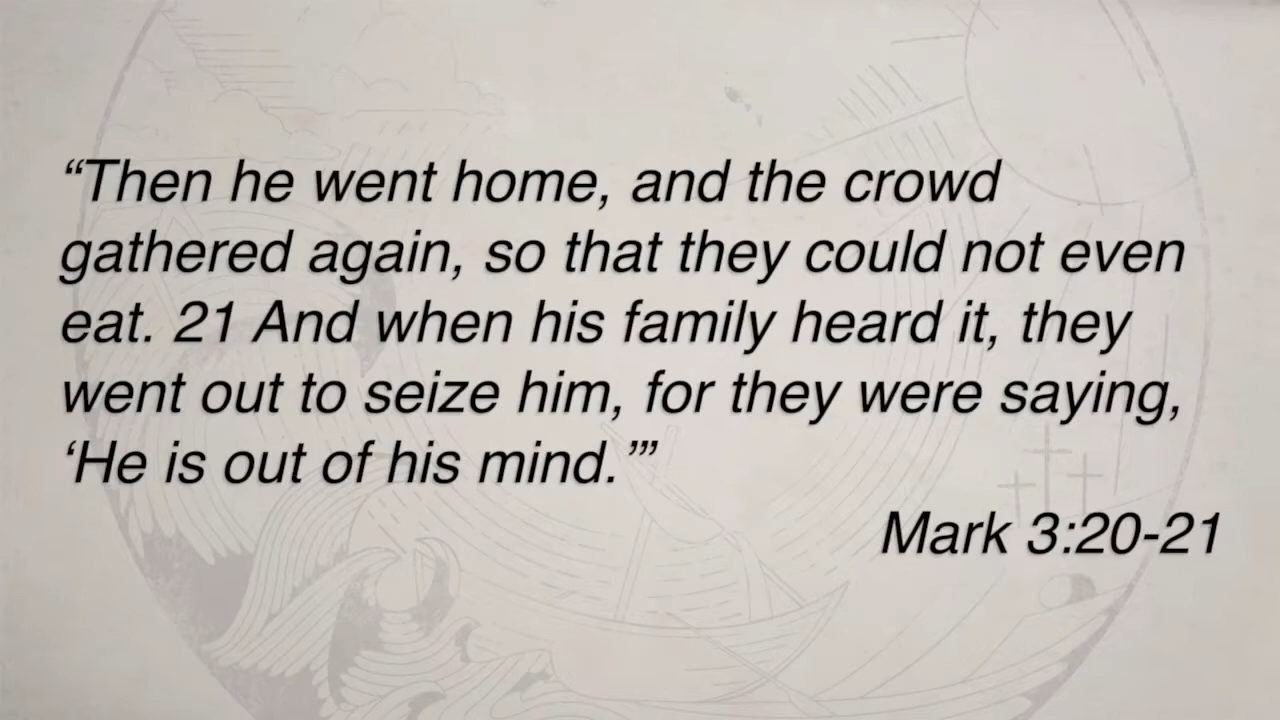 “Then he went home, and the crowd
gathered again, so that they could not even
eat. 21 And when his family heard it, they
went out to seize him, for they were saying,
‘He is out of his mind.’”
Mark 3:20-21